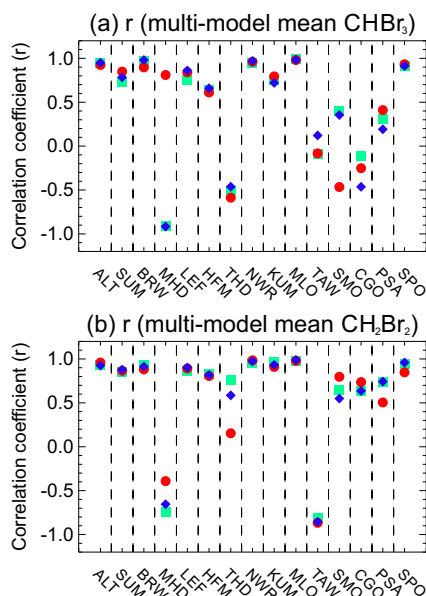 (a) r (multi-model mean CHBr3)
Correlation coefficient (r)
1.0
0.5
0.0
-0.5
-1.0
ALT SUM BRW MHD LEF HFM THD NWR KUM MLO TAW SMO CGO PSA SPO
(b) r (multi-model mean CH2Br2)
Correlation coefficient (r)
1.0
0.5
0.0
-0.5
-1.0
ALT SUM BRW MHD LEF HFM THD NWR KUM MLO TAW SMO CGO PSA SPO